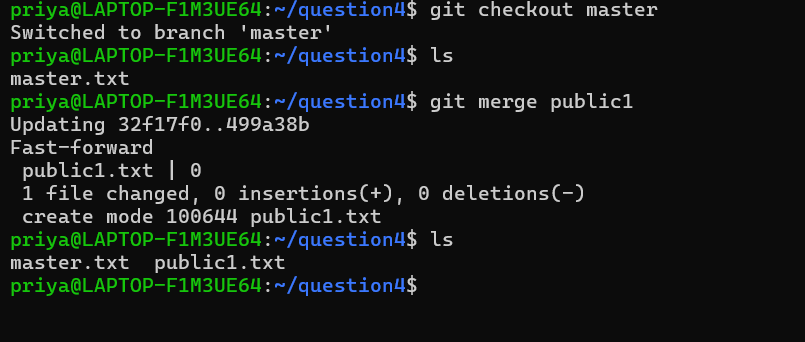 priya@LAPTOP-F1M3UE64:~/question4$ git checkout master
Switched to branch 'master'
priya@LAPTOP-F1M3UE64:~/question4$ ls
master.txt
priya@LAPTOP-F1M3UE64:~/question4$ git merge public1
Updating 32f17f0..499a38b
Fast-forward
 public1.txt | 0
 1 file changed, 0 insertions(+), 0 deletions(-)
 create mode 100644 public1.txt
priya@LAPTOP-F1M3UE64:~/question4$ ls
master.txt  public1.txt
priya@LAPTOP-F1M3UE64:~/question4$